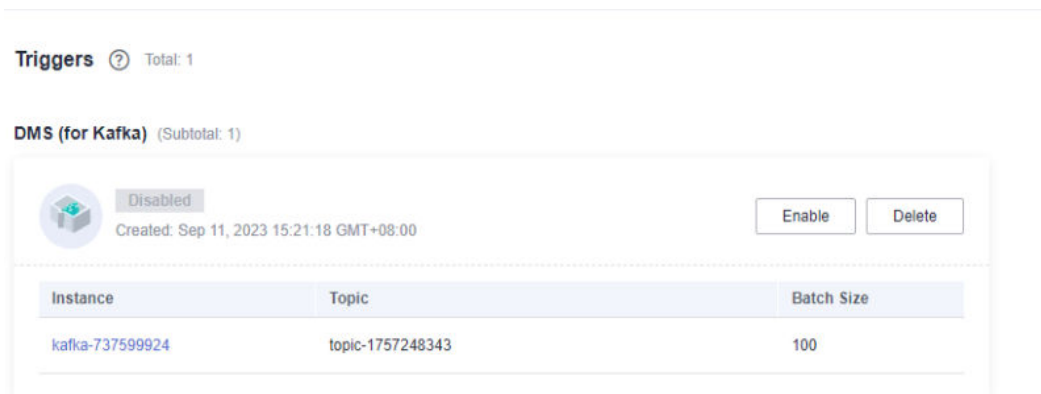 Triggers ? Total: 1
DMS (for Kafka) (Subtotal: 1)
Disabled
Created: Sep 11, 2023 15:21:18 GMT+08:00
Enable Delete
Instance Topic Batch Size
kafka-737599924 topic-1757248343 100